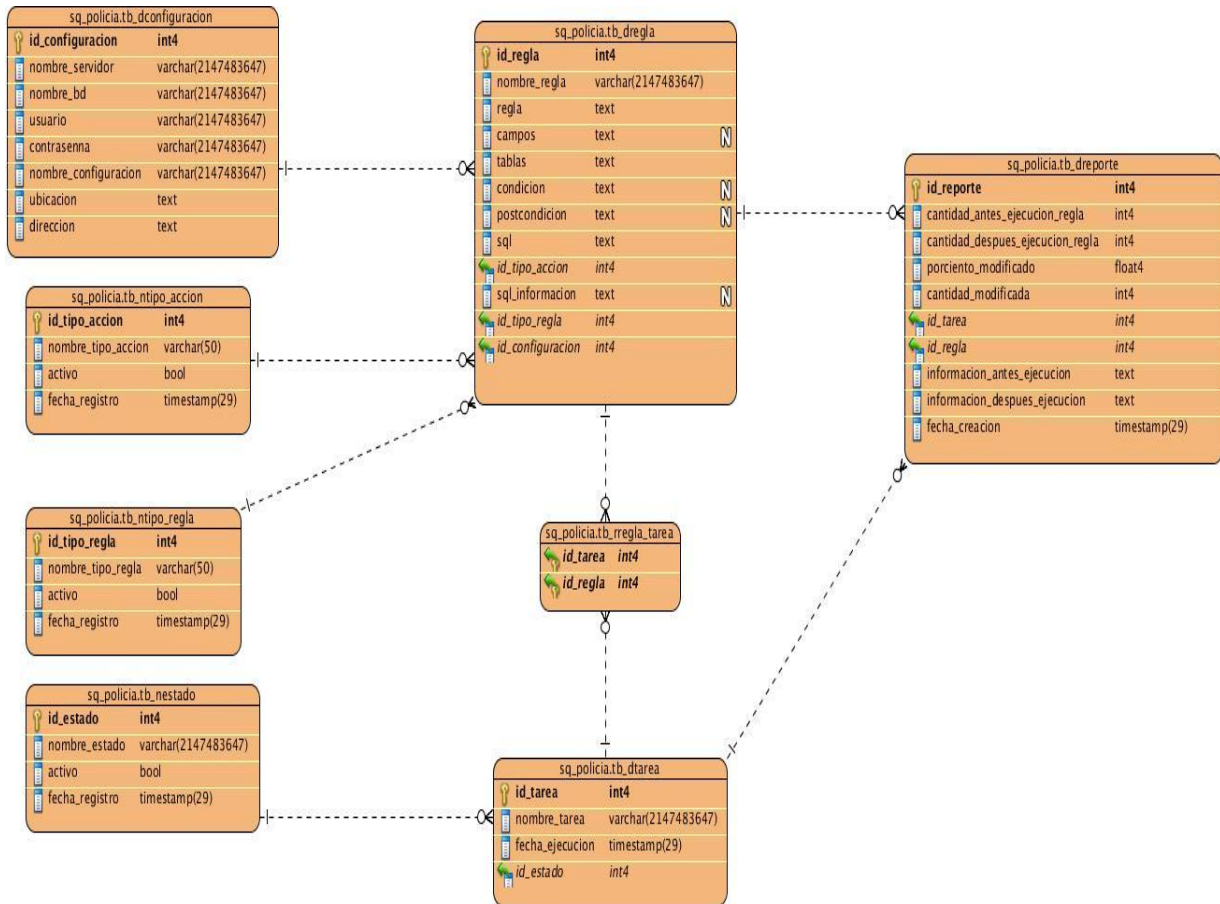 sq_policia.tb_dconfiguracion
id_configuracion int4
nombre_servidor varchar(2147483647)
nombre_bd varchar(2147483647)
usuario varchar(2147483647)
contrasenna varchar(2147483647)
nombre_configuracion varchar(2147483647)
ubicacion text
direccion text
sq_policia.tb_ntipo_accion
id_tipo_accion int4
nombre_tipo_accion varchar(50)
activo bool
fecha_registro timestamp(29)
sq_policia.tb_ntipo_regla
id_tipo_regla int4
nombre_tipo_regla varchar(50)
activo bool
fecha_registro timestamp(29)
sq_policia.tb_nestado
id_estado int4
nombre_estado varchar(2147483647)
activo bool
fecha_registro timestamp(29)
sq_policia.tb_dregla
id_regla int4
nombre_regla varchar(2147483647)
regla text
campos text N
tablas text
condicion text N
postcondicion text N
sql text
id_tipo_accion int4
sql_informacion text N
id_tipo_regla int4
id_configuracion int4
sq_policia.tb_rregla_tarea
id_tarea int4
id_regla int4
sq_policia.tb_dtarea
id_tarea int4
nombre_tarea varchar(2147483647)
fecha_ejecucion timestamp(29)
id_estado int4
sq_policia.tb_dreporte
id_reporte int4
cantidad_antes_ejecucion_regla int4
cantidad_despues_ejecucion_regla int4
porciento_modificado float4
cantidad_modificada int4
id_tarea int4
id_regla int4
informacion_antes_ejecucion text
informacion_despues_ejecucion text
fecha_creacion timestamp(29)